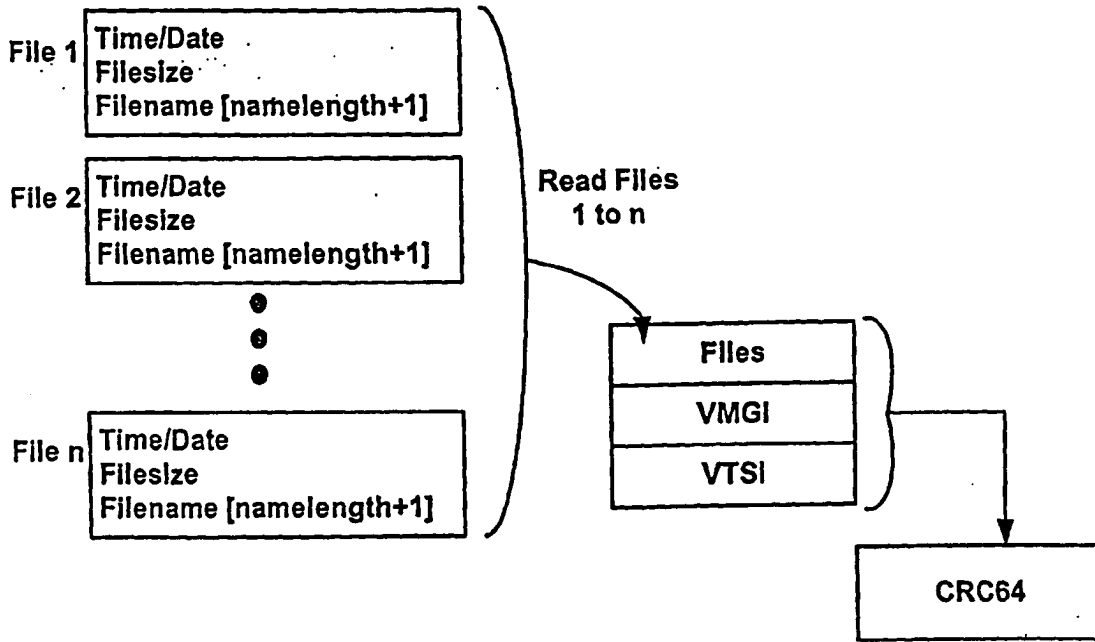 File 1
Time/Date
Filesize
Filename [namelength+1]
File 2
Time/Date
Filesize
Filename [namelength+1]
Read Files
1 to n
File n
Time/Date
Filesize
Filename [namelength+1]
Files
VMGI
VTSI
CRC64